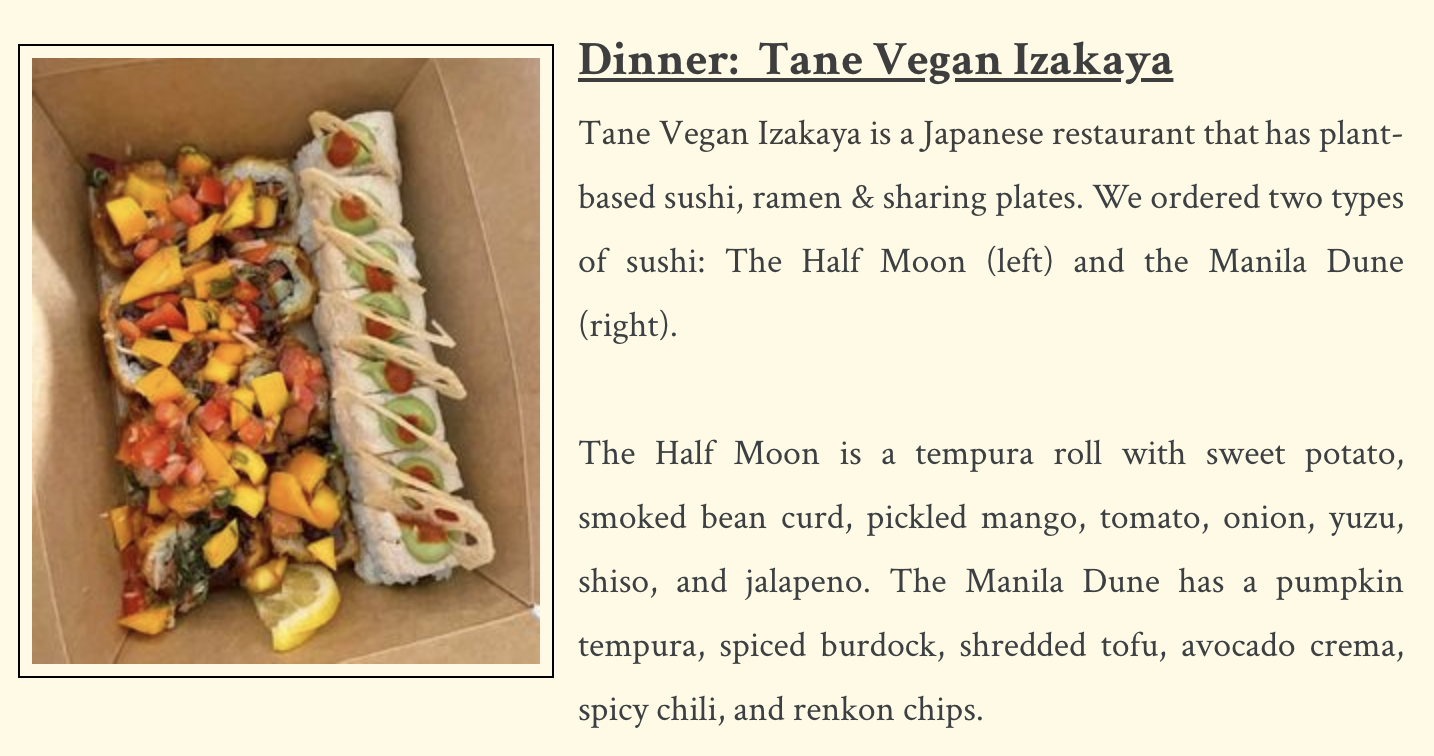 Dinner: Tane Vegan Izakaya
Tane Vegan Izakaya is a Japanese restaurant that has plant-
based sushi, ramen & sharing plates. We ordered two types
of sushi: The Half Moon (left) and the Manila Dune
(right).
The Half Moon is a tempura roll with sweet potato,
smoked bean curd, pickled mango, tomato, onion, yuzu,
shiso, and jalapeno. The Manila Dune has a pumpkin
tempura, spiced burdock, shredded tofu, avocado crema,
spicy chili, and renkon chips.